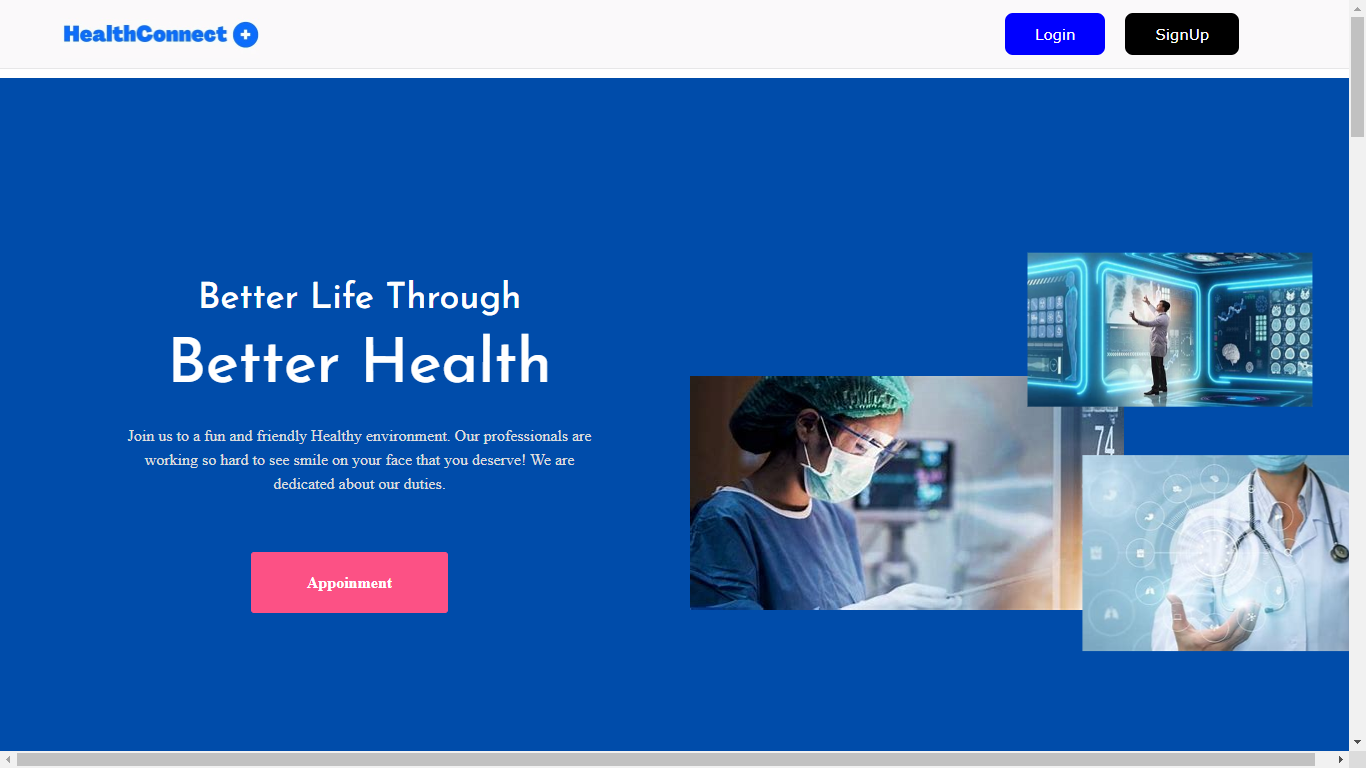 HealthConnect
Login
SignUp
Better Life Through
Better Health
Join us to a fun and friendly Healthy environment. Our professionals are
working so hard to see smile on your face that you deserve! We are
dedicated about our duties.
Appoinment
74